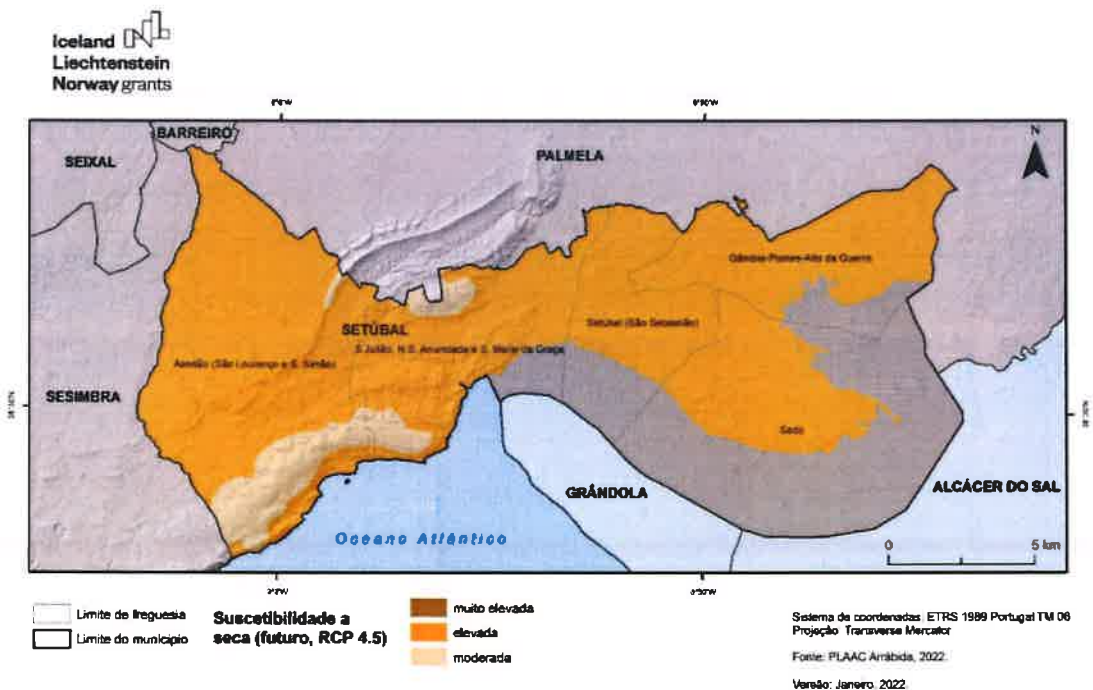 Iceland
Liechtenstein
Norway grants
BARREIRO
SEIXAL
PALMELA
N
Gâmbia-Pontes-Alto da Guerra
SETÚBAL
Setúbal (São Sebastião)
S.Julião, N.S. Anunciada e S. Maria da Graça
Azeitão (São Lourenço e S. Simão)
SESIMBRA
Sado
GRÂNDOLA
ALCÁCER DO SAL
Oceano Atlântico
0 5 km
Limite de freguesia
Limite do município
Suscetibilidade a
seca (futuro, RCP 4.5)
muito elevada
elevada
moderada
Sistema de coordenadas: ETRS 1989 Portugal TM 06
Projeção: Transverse Mercator
Fonte: PLAAC Arrábida, 2022.
Versão: Janeiro, 2022.